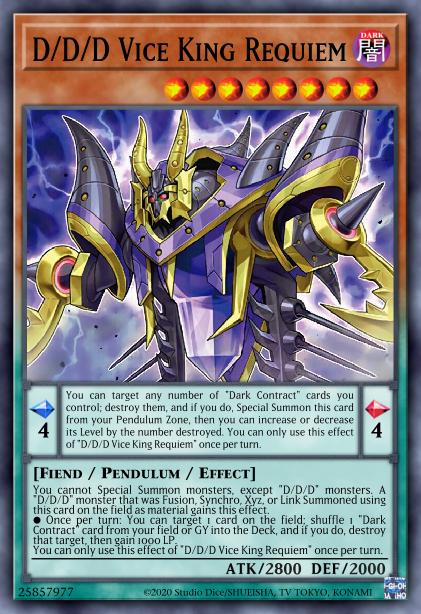 D/D/D Vice King Requiem
DARK
闇
You can target any number of "Dark Contract" cards you
control; destroy them, and if you do, Special Summon this card
from your Pendulum Zone, then you can increase or decrease
its Level by the number destroyed. You can only use this effect
of "D/D/D Vice King Requiem" once per turn.
4
4
[Fiend / Pendulum / Effect]
You cannot Special Summon monsters, except "D/D/D" monsters. A
"D/D/D" monster that was Fusion, Synchro, Xyz, or Link Summoned using
this card on the field as material gains this effect.
● Once per turn: You can target 1 card on the field; shuffle 1 "Dark
Contract" card from your field or GY into the Deck, and if you do, destroy
that target, then gain 1000 LP.
You can only use this effect of "D/D/D Vice King Requiem" once per turn.
ATK/2800 DEF/2000
25857977
©2020 Studio Dice/SHUEISHA, TV TOKYO, KONAMI